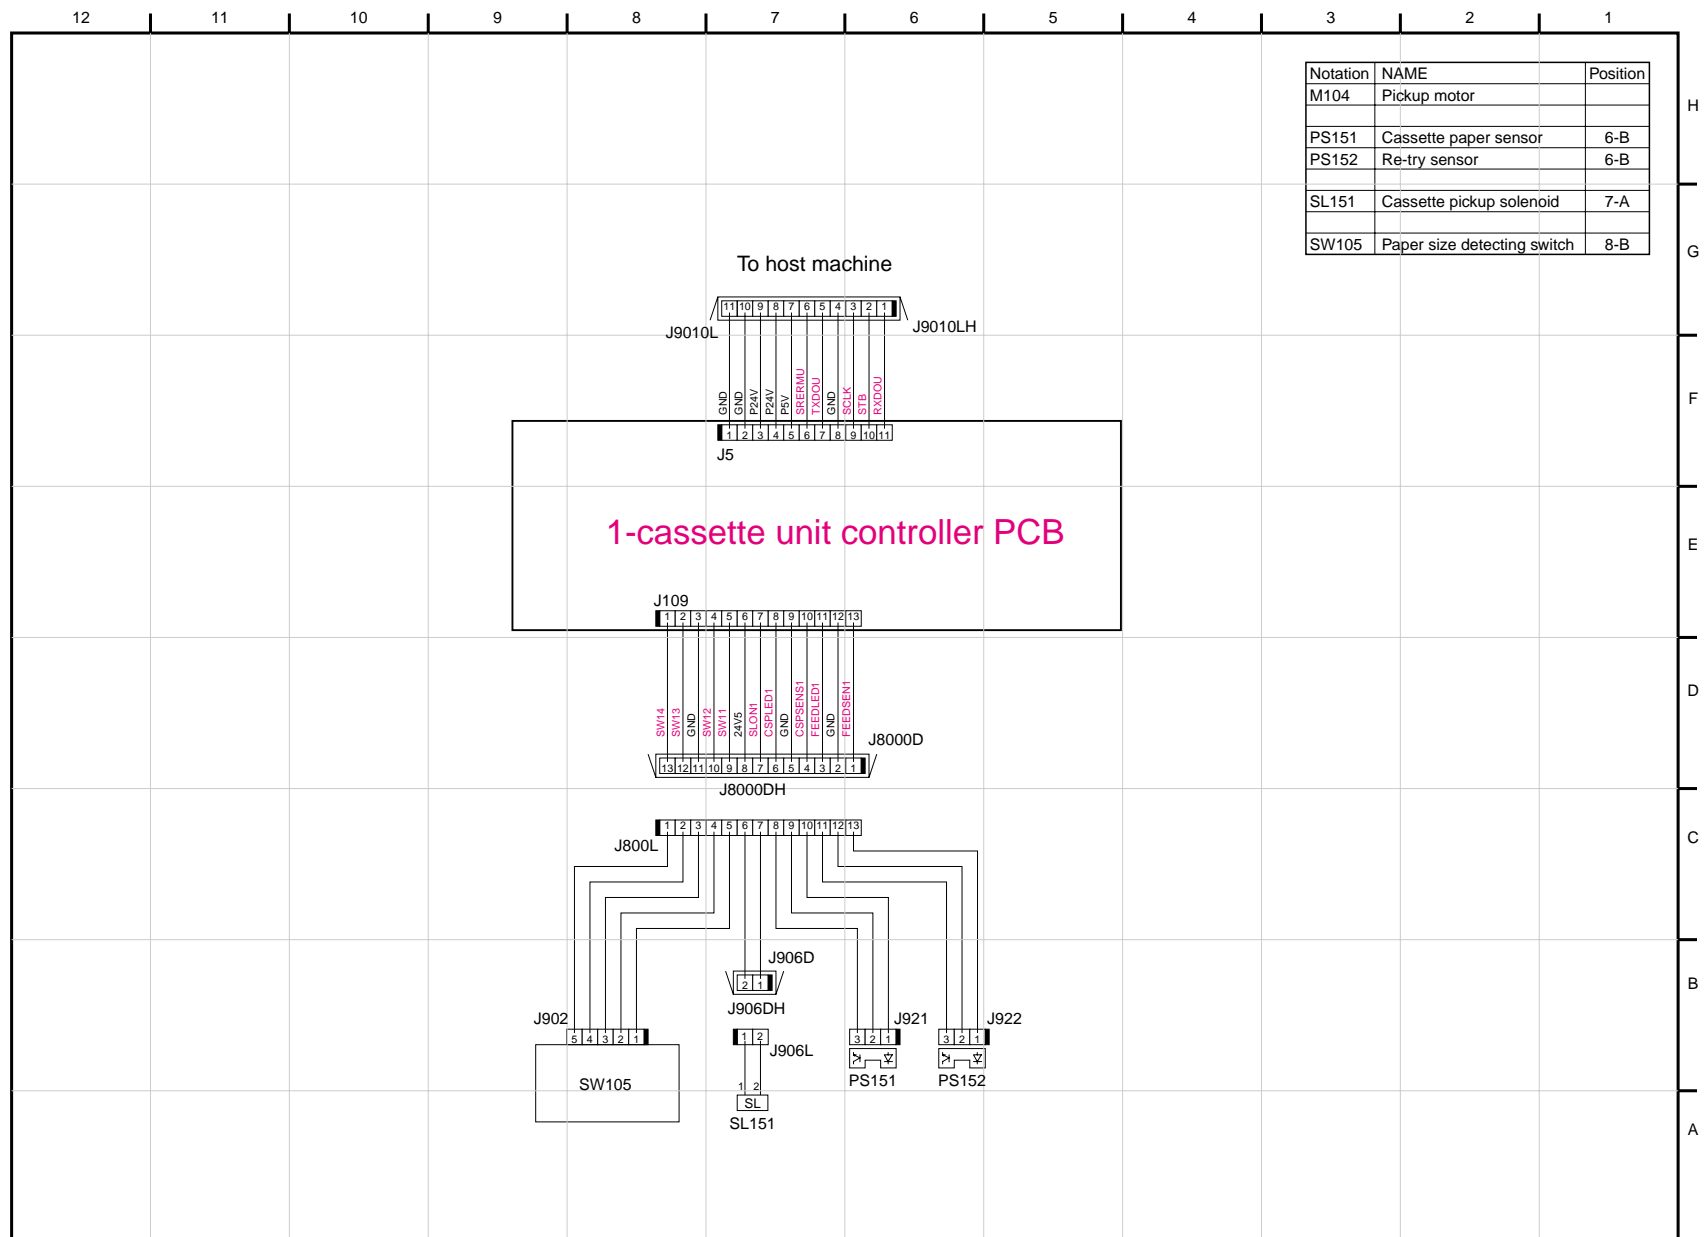 12 11 10 9 8 7 6 5 4 3 2 1
Notation NAME Position
M104 Pickup motor
PS151 Cassette paper sensor 6-B
PS152 Re-try sensor 6-B
SL151 Cassette pickup solenoid 7-A
SW105 Paper size detecting switch 8-B
H
G
F
E
D
C
B
A
To host machine
11 10 9 8 7 6 5 4 3 2 1
J9010L J9010LH
GND GND P24V P24V P5V SRERMU TXDOU GND SCLK STB RXDOU
1 2 3 4 5 6 7 8 9 10 11
J5
1-cassette unit controller PCB
J109
1 2 3 4 5 6 7 8 9 10 11 12 13
SW14 SW13 GND SW12 SW11 24V5 SLON1 CSPLED1 GND CSPSENS1 FEEDLED1 GND FEEDSEN1
J8000D
13 12 11 10 9 8 7 6 5 4 3 2 1
J8000DH
1 2 3 4 5 6 7 8 9 10 11 12 13
J800L
J906D
2 1
J906DH
J902 J921 J922
5 4 3 2 1
1 2
3 2 1
3 2 1
J906L
SW105
PS151 PS152
1 2
SL
SL151